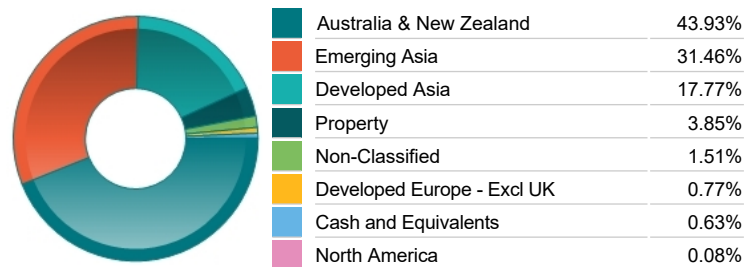 Australia & New Zealand 43.93%
Emerging Asia 31.46%
Developed Asia 17.77%
Property 3.85%
Non-Classified 1.51%
Developed Europe - Excl UK 0.77%
Cash and Equivalents 0.63%
North America 0.08%